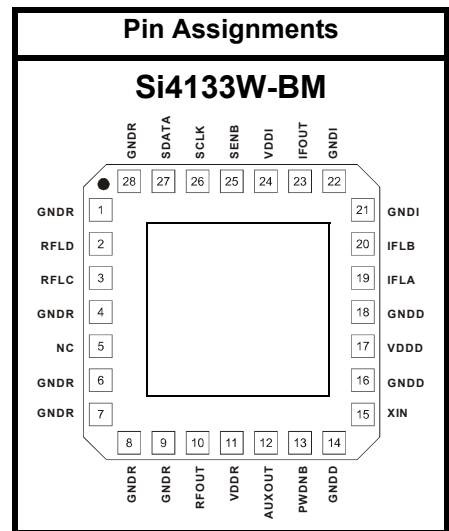 Pin Assignments
Si4133W-BM
GNDR SDATA SCLK SENB VDDI IFOUT GNDI
28 27 26 25 24 23 22
GNDR 1 21 GNDI
RFLD 2 20 IFLB
RFLC 3 19 IFLA
GNDR 4 18 GNDD
NC 5 17 VDDD
GNDR 6 16 GNDD
GNDR 7 15 XIN
8 9 10 11 12 13 14
GNDR GNDR RFOUT VDDR AUXOUT PWDNB GNDD